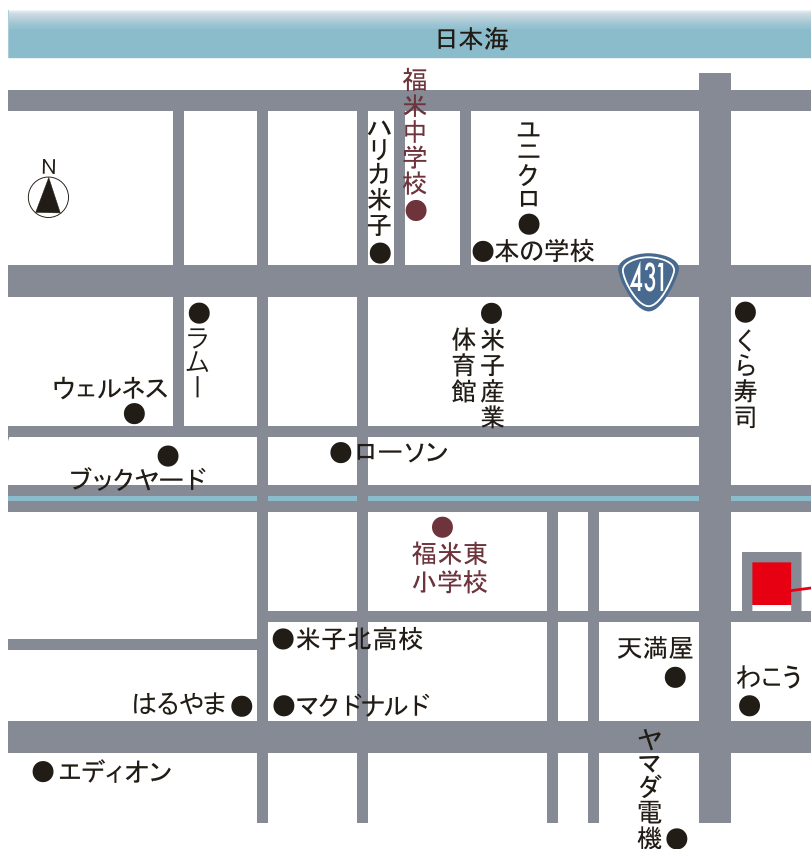 日本海
福米中学校
ハリカ米子
ユニクロ
N
本の学校
431
ラムー
米子産業
体育館
くら寿司
ウェルネス
ローソン
ブックヤード
福米東
小学校
米子北高校
天満屋
わこう
はるやま
マクドナルド
ヤマダ電機
エディオン